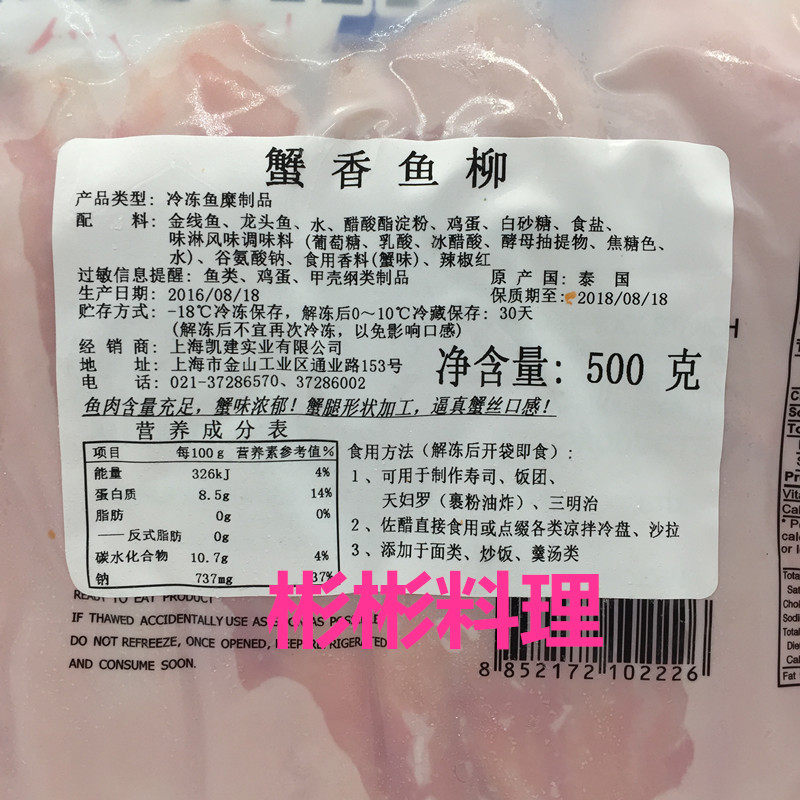 蟹香鱼柳
产品类型: 冷冻鱼糜制品
配 料: 金线鱼、龙头鱼、水、醋酸酯淀粉、鸡蛋、白砂糖、食盐、
味淋风味调味料 (葡萄糖、乳酸、冰醋酸、酵母抽提物、焦糖色、
水)、谷氨酸钠、食用香料(蟹味)、辣椒红
过敏信息提醒: 鱼类、鸡蛋、甲壳纲类制品 原产国: 泰 国
生产日期: 2016/08/18 保质期至: 2018/08/18
贮存方式: -18℃冷冻保存, 解冻后0~10℃冷藏保存: 30天
(解冻后不宜再次冷冻, 以免影响口感)
经销商: 上海凯建实业有限公司
地 址: 上海市金山工业区通业路153号
电 话: 021-37286570、37286002
净含量: 500 克
鱼肉含量充足, 蟹味浓郁! 蟹腿形状加工, 逼真蟹丝口感!
营养成分表
项目 每100g 营养素参考值%
能量 326kJ 4%
蛋白质 8.5g 14%
脂肪 0g 0%
——反式脂肪 0g
碳水化合物 10.7g 4%
钠 737mg 37%
食用方法 (解冻后开袋即食):
1、可用于制作寿司、饭团、
天妇罗 (裹粉油炸)、三明治
2、佐醋直接食用或点缀各类凉拌冷盘、沙拉
3、添加于面类、炒饭、羹汤类
彬彬料理
READY TO EAT PRODUCT
IF THAWED ACCIDENTALLY USE AS SOON AS POSSIBLE
DO NOT REFREEZE, ONCE OPENED, KEEP REFRIGERATED
AND CONSUME SOON.
8 852172 102226